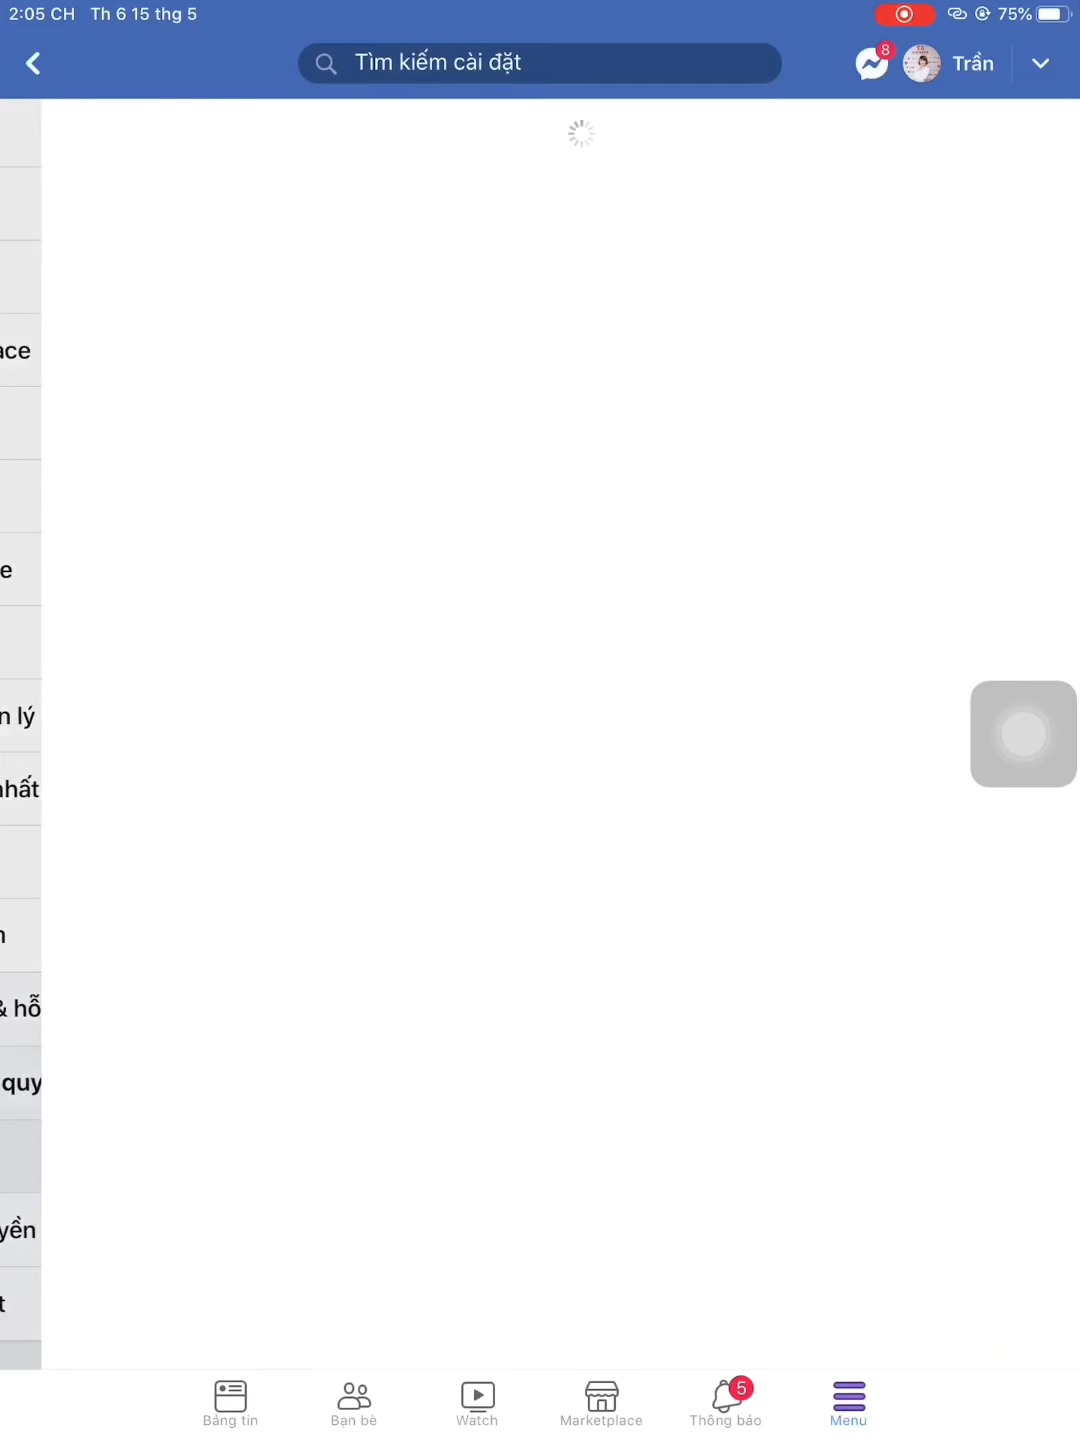 2:05 CH Th 6 15 thg 5
75%
Tìm kiếm cài đặt
8
Trần
ace
e
n lý
nhất
n
& hỗ
quy
yền
t
5
Bảng tin
Bạn bè
Watch
Marketplace
Thông báo
Menu